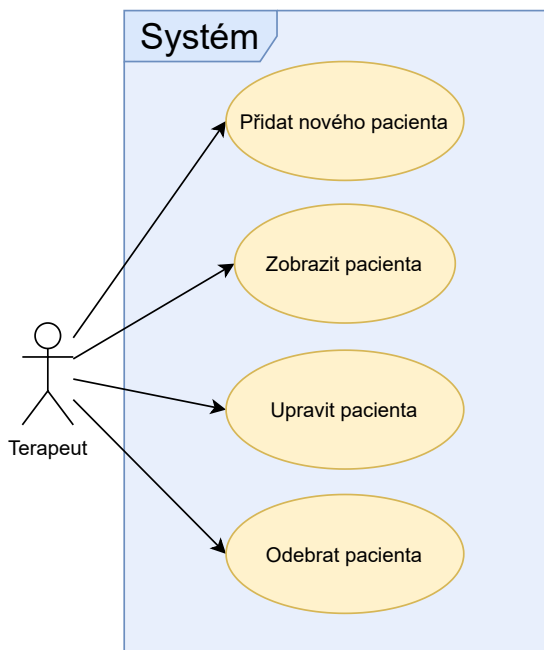 Systém
Přidat nového pacienta
Zobrazit pacienta
Upravit pacienta
Terapeut
Odebrat pacienta